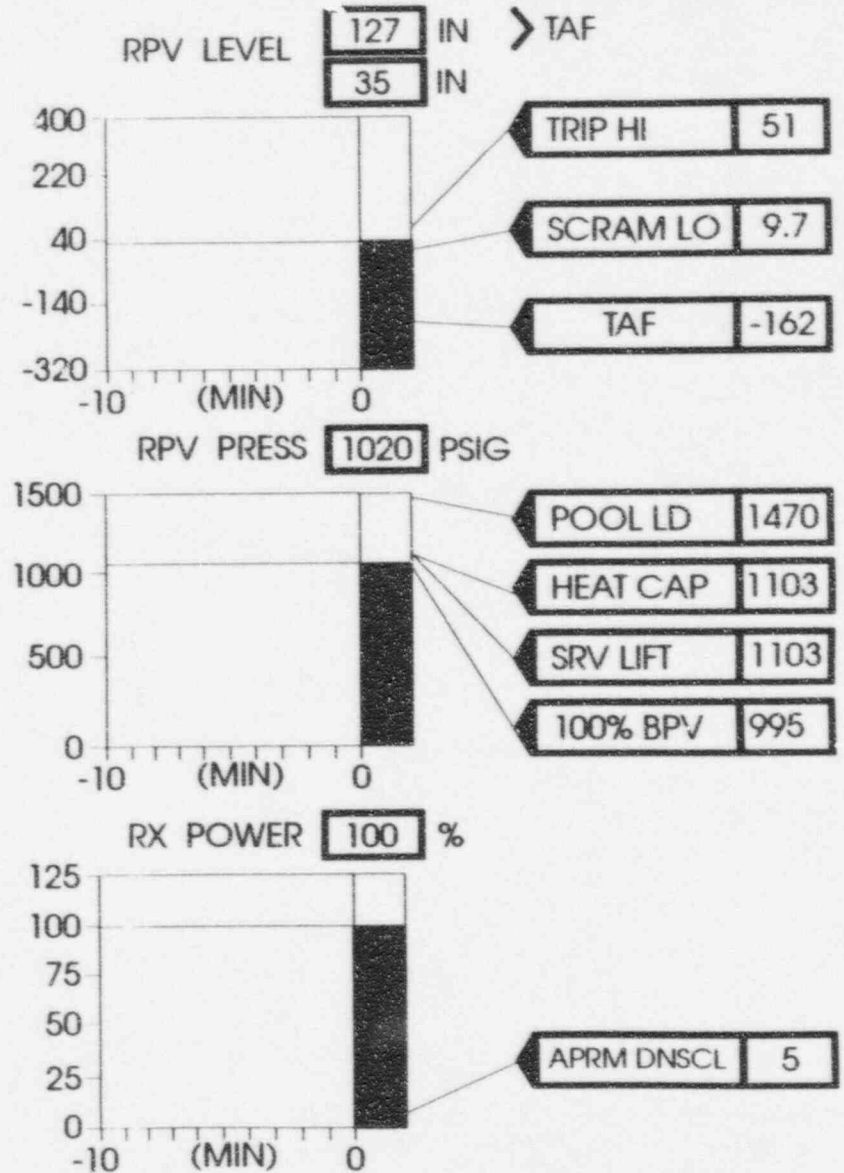 RPV LEVEL 127 IN > TAF
35 IN
400
220
40
-140
-320
-10 (MIN) 0
TRIP HI 51
SCRAM LO 9.7
TAF -162
RPV PRESS 1020 PSIG
1500
1000
500
0
-10 (MIN) 0
POOL LD 1470
HEAT CAP 1103
SRV LIFT 1103
100% BPV 995
RX POWER 100 %
125
100
75
50
25
0
-10 (MIN) 0
APRM DNSCL 5